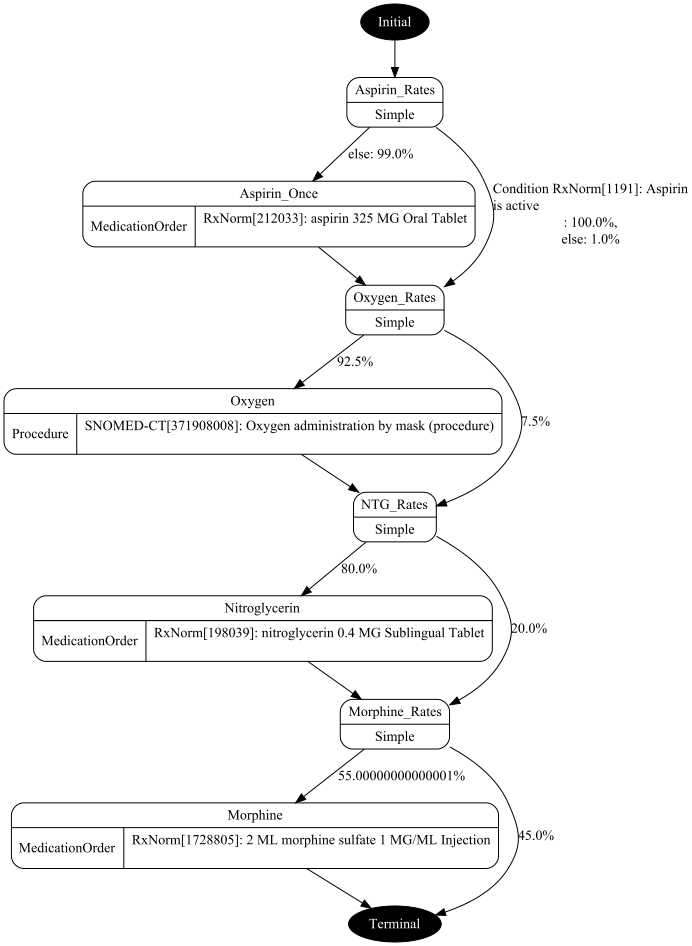 Initial
Aspirin_Rates
Simple
else: 99.0%
Condition RxNorm[1191]: Aspirin
is active
: 100.0%,
else: 1.0%
Aspirin_Once
MedicationOrder
RxNorm[212033]: aspirin 325 MG Oral Tablet
Oxygen_Rates
Simple
92.5%
7.5%
Oxygen
Procedure
SNOMED-CT[371908008]: Oxygen administration by mask (procedure)
NTG_Rates
Simple
80.0%
20.0%
Nitroglycerin
MedicationOrder
RxNorm[198039]: nitroglycerin 0.4 MG Sublingual Tablet
Morphine_Rates
Simple
55.00000000000001%
45.0%
Morphine
MedicationOrder
RxNorm[1728805]: 2 ML morphine sulfate 1 MG/ML Injection
Terminal